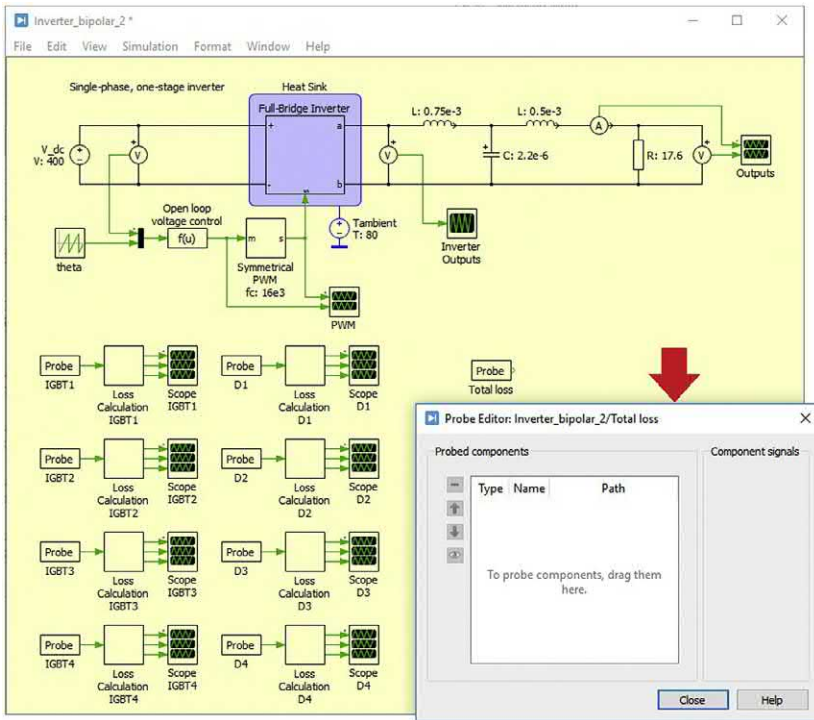 Inverter_bipolar_2 *
File Edit View Simulation Format Window Help
Single-phase, one-stage inverter
Heat Sink
Full-Bridge Inverter
L: 0.75e-3
L: 0.5e-3
V_dc
V: 400
+
-
a
b
s
V
V
A
V
C: 2.2e-6
R: 17.6
Outputs
Open loop
voltage control
f(u)
m s
Tambient
T: 80
theta
Symmetrical
PWM
fc: 16e3
Inverter
Outputs
PWM
Probe
IGBT1
Loss
Calculation
IGBT1
Scope
IGBT1
Probe
D1
Loss
Calculation
D1
Scope
D1
Probe
Total loss
Probe
IGBT2
Loss
Calculation
IGBT2
Scope
IGBT2
Probe
D2
Loss
Calculation
D2
Scope
D2
Probe
IGBT3
Loss
Calculation
IGBT3
Scope
IGBT3
Probe
D3
Loss
Calculation
D3
Scope
D3
Probe
IGBT4
Loss
Calculation
IGBT4
Scope
IGBT4
Probe
D4
Loss
Calculation
D4
Scope
D4
Probe Editor: Inverter_bipolar_2/Total loss
Probed components
Component signals
Type Name Path
To probe components, drag them
here.
Close
Help